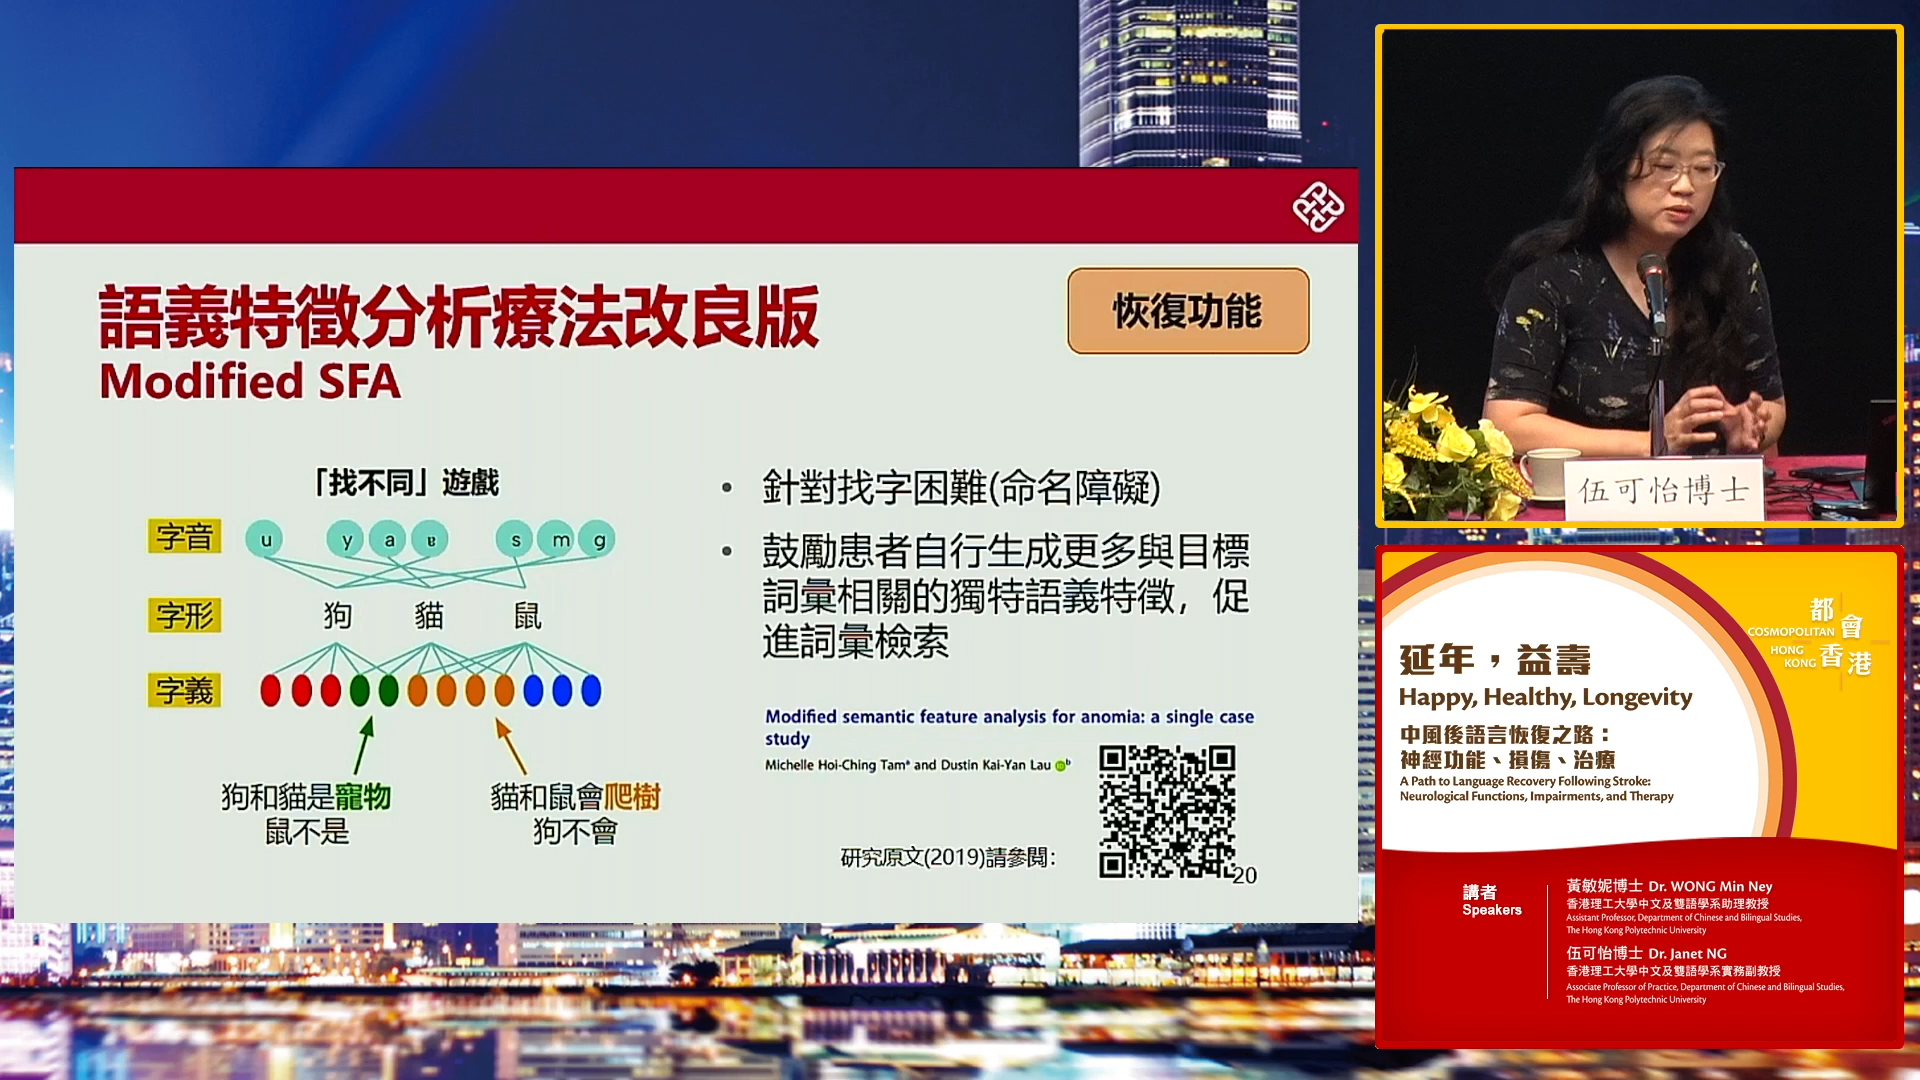 語義特徵分析療法改良版
Modified SFA
恢復功能
「找不同」遊戲
字音
u y a ɐ s m g
字形
狗 貓 鼠
字義
狗和貓是寵物
鼠不是
貓和鼠會爬樹
狗不會
• 針對找字困難(命名障礙)
• 鼓勵患者自行生成更多與目標
詞彙相關的獨特語義特徵，促
進詞彙檢索
Modified semantic feature analysis for anomia: a single case
study
Michelle Hoi-Ching Tamᵃ and Dustin Kai-Yan Lau iD ᵇ
研究原文(2019)請參閱：
20
伍可怡博士
都會香港
COSMOPOLITAN
HONG
KONG
延年，益壽
Happy, Healthy, Longevity
中風後語言恢復之路：
神經功能、損傷、治療
A Path to Language Recovery Following Stroke:
Neurological Functions, Impairments, and Therapy
講者
Speakers
黃敏妮博士 Dr. WONG Min Ney
香港理工大學中文及雙語學系助理教授
Assistant Professor, Department of Chinese and Bilingual Studies,
The Hong Kong Polytechnic University
伍可怡博士 Dr. Janet NG
香港理工大學中文及雙語學系實務副教授
Associate Professor of Practice, Department of Chinese and Bilingual Studies,
The Hong Kong Polytechnic University